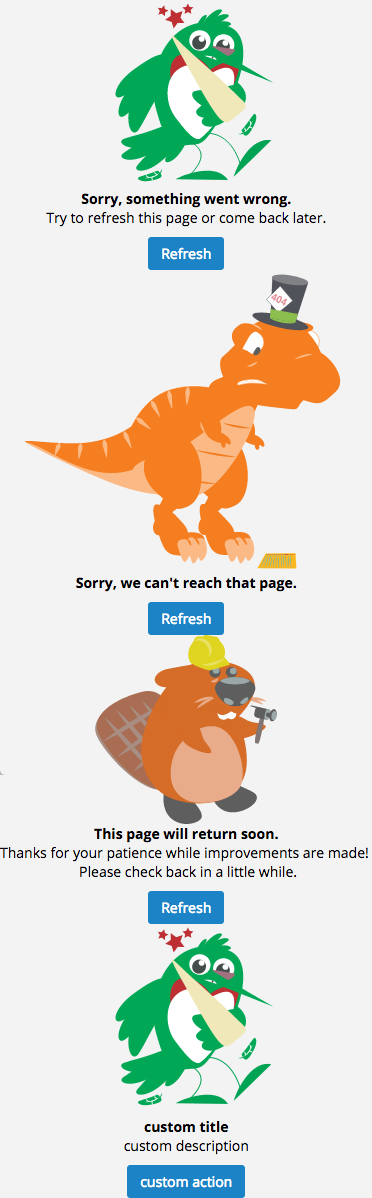 Sorry, something went wrong.
Try to refresh this page or come back later.
Refresh
404
Sorry, we can't reach that page.
Refresh
This page will return soon.
Thanks for your patience while improvements are made!
Please check back in a little while.
Refresh
custom title
custom description
custom action